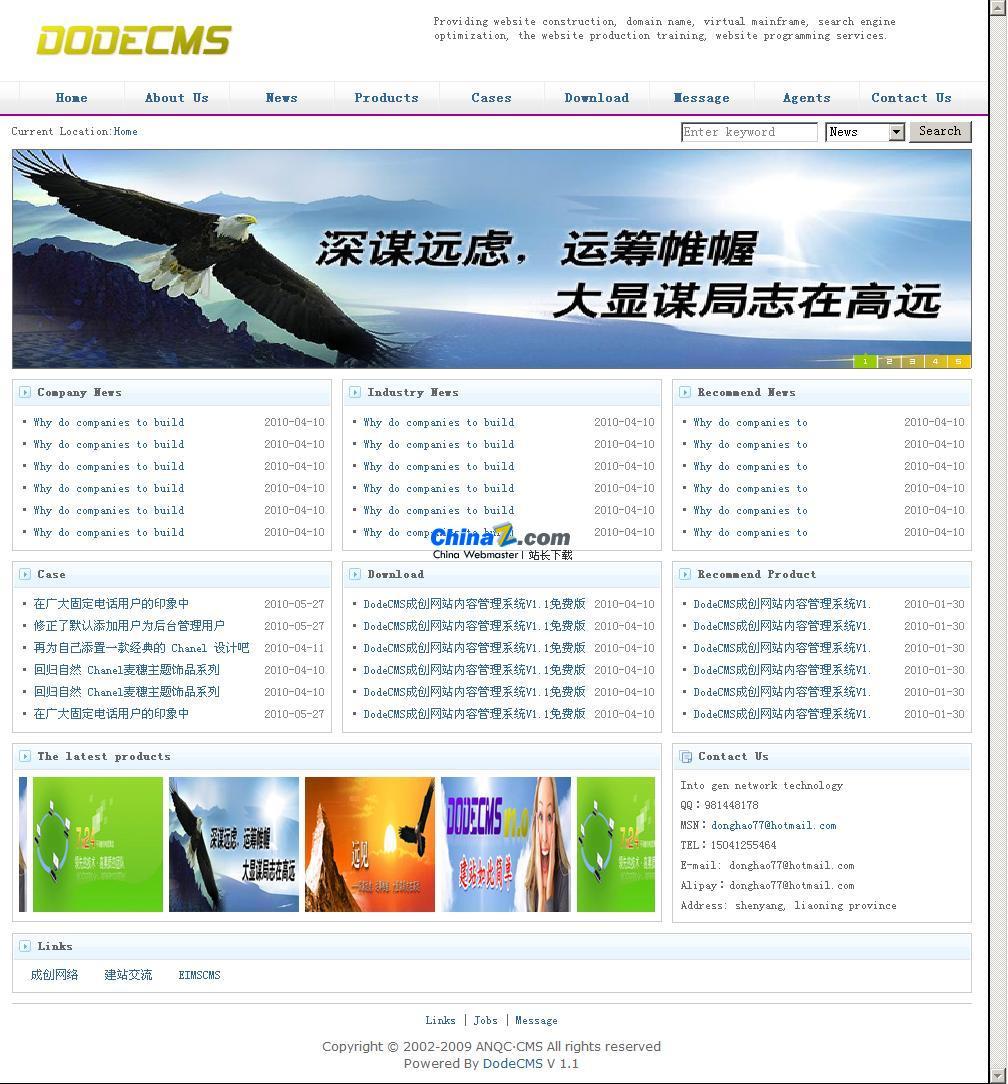 DODECMS
Providing website construction, domain name, virtual mainframe, search engine
optimization, the website production training, website programming services.
Home About Us News Products Cases Download Message Agents Contact Us
Current Location:Home
Enter keyword News Search
深谋远虑，运筹帷幄
大显谋局志在高远
1 2 3 4 5
Company News
Why do companies to build 2010-04-10
Why do companies to build 2010-04-10
Why do companies to build 2010-04-10
Why do companies to build 2010-04-10
Why do companies to build 2010-04-10
Why do companies to build 2010-04-10
Industry News
Why do companies to build 2010-04-10
Why do companies to build 2010-04-10
Why do companies to build 2010-04-10
Why do companies to build 2010-04-10
Why do companies to build 2010-04-10
Why do companies to build 2010-04-10
Recommend News
Why do companies to 2010-04-10
Why do companies to 2010-04-10
Why do companies to 2010-04-10
Why do companies to 2010-04-10
Why do companies to 2010-04-10
Why do companies to 2010-04-10
ChinaZ.com
China Webmaster | 站长下载
Case
在广大固定电话用户的印象中 2010-05-27
修正了默认添加用户为后台管理用户 2010-05-27
再为自己添置一款经典的 Chanel 设计吧 2010-04-11
回归自然 Chanel麦穗主题饰品系列 2010-04-10
回归自然 Chanel麦穗主题饰品系列 2010-04-10
在广大固定电话用户的印象中 2010-05-27
Download
DodeCMS成创网站内容管理系统V1.1免费版 2010-04-10
DodeCMS成创网站内容管理系统V1.1免费版 2010-04-10
DodeCMS成创网站内容管理系统V1.1免费版 2010-04-10
DodeCMS成创网站内容管理系统V1.1免费版 2010-04-10
DodeCMS成创网站内容管理系统V1.1免费版 2010-04-10
DodeCMS成创网站内容管理系统V1.1免费版 2010-04-10
Recommend Product
DodeCMS成创网站内容管理系统V1. 2010-01-30
DodeCMS成创网站内容管理系统V1. 2010-01-30
DodeCMS成创网站内容管理系统V1. 2010-01-30
DodeCMS成创网站内容管理系统V1. 2010-01-30
DodeCMS成创网站内容管理系统V1. 2010-01-30
DodeCMS成创网站内容管理系统V1. 2010-01-30
The latest products
7*24
深谋远虑，运筹帷幄
大显谋局志在高远
远见
DODECMS V1.0
建站如此简单
7*24
Contact Us
Into gen network technology
QQ：981448178
MSN：donghao77@hotmail.com
TEL：15041255464
E-mail: donghao77@hotmail.com
Alipay：donghao77@hotmail.com
Address: shenyang, liaoning province
Links
成创网络 建站交流 EIMSCMS
Links | Jobs | Message
Copyright © 2002-2009 ANQC·CMS All rights reserved
Powered By DodeCMS V 1.1